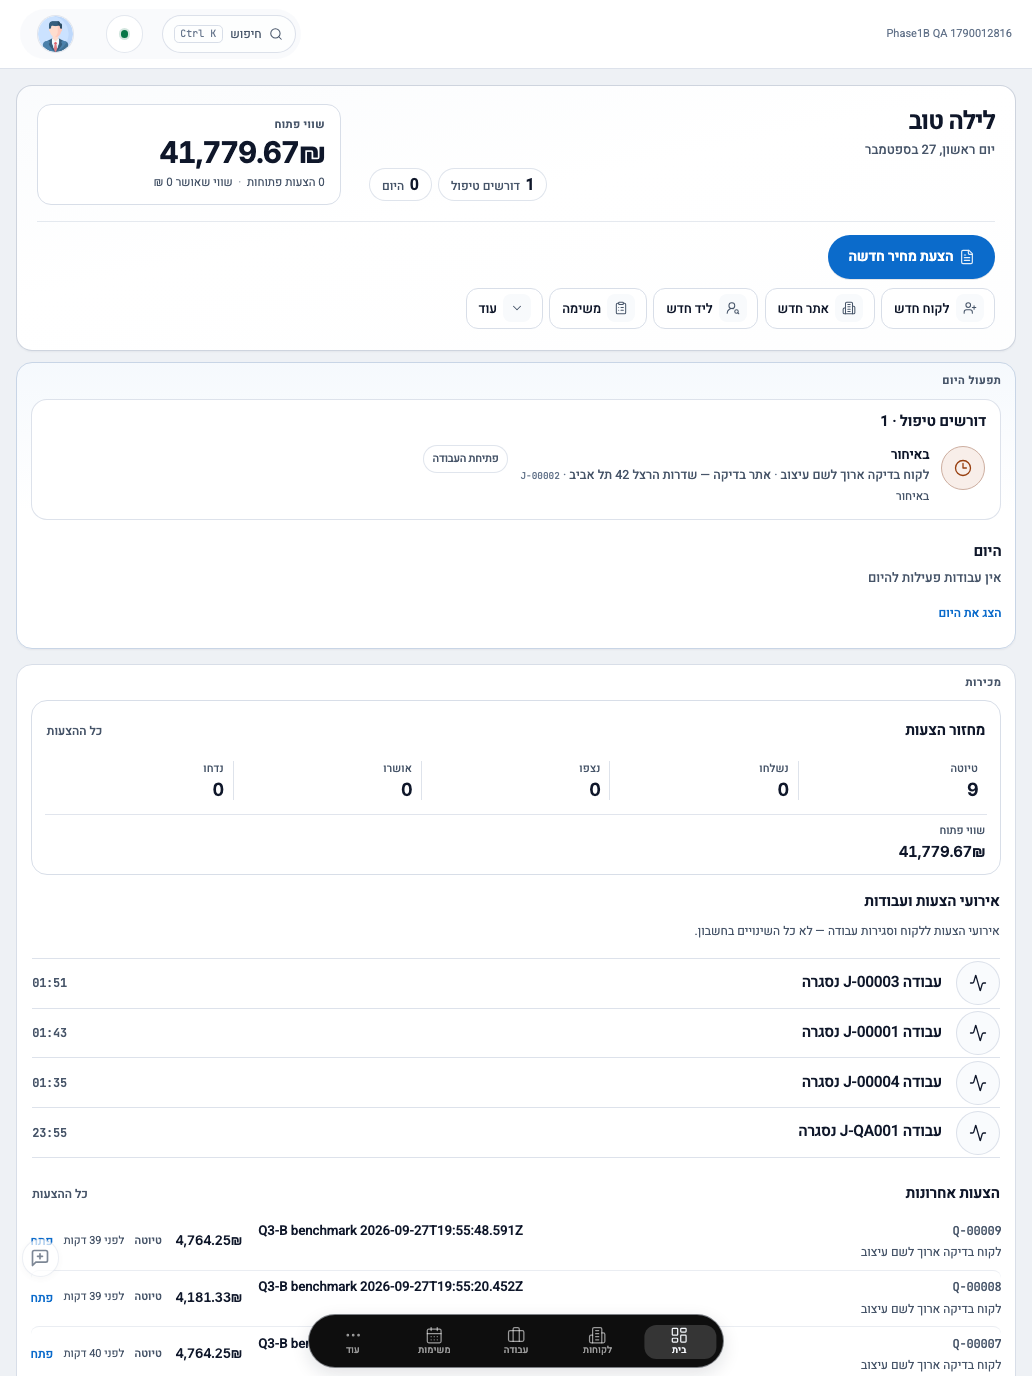 Phase1B QA 1790012816
חיפוש Ctrl K
לילה טוב
יום ראשון, 27 בספטמבר
1 דורשים טיפול
0 היום
שווי פתוח
41,779.67₪
0 הצעות פתוחות · שווי שאושר 0 ₪
הצעת מחיר חדשה
לקוח חדש
אתר חדש
ליד חדש
משימה
עוד
תפעול היום
דורשים טיפול · 1
באיחור
לקוח בדיקה ארוך לשם עיצוב · אתר בדיקה — שדרות הרצל 42 תל אביב · J-00002
באיחור
פתיחת העבודה
היום
אין עבודות פעילות להיום
הצג את היום
מכירות
מחזור הצעות
כל ההצעות
טיוטה
9
נשלחו
0
נצפו
0
אושרו
0
נדחו
0
שווי פתוח
41,779.67₪
אירועי הצעות ועבודות
אירועי הצעות ללקוח וסגירות עבודה — לא כל השינויים בחשבון.
עבודה J-00003 נסגרה
01:51
עבודה J-00001 נסגרה
01:43
עבודה J-00004 נסגרה
01:35
עבודה J-QA001 נסגרה
23:55
הצעות אחרונות
כל ההצעות
Q-00009
לקוח בדיקה ארוך לשם עיצוב
Q3-B benchmark 2026-09-27T19:55:48.591Z
4,764.25₪
טיוטה
לפני 39 דקות
פתח
Q-00008
לקוח בדיקה ארוך לשם עיצוב
Q3-B benchmark 2026-09-27T19:55:20.452Z
4,181.33₪
טיוטה
לפני 39 דקות
פתח
Q-00007
לקוח בדיקה ארוך לשם עיצוב
Q3-B
4,764.25₪
טיוטה
לפני 40 דקות
פתח
בית
לקוחות
עבודה
משימות
עוד